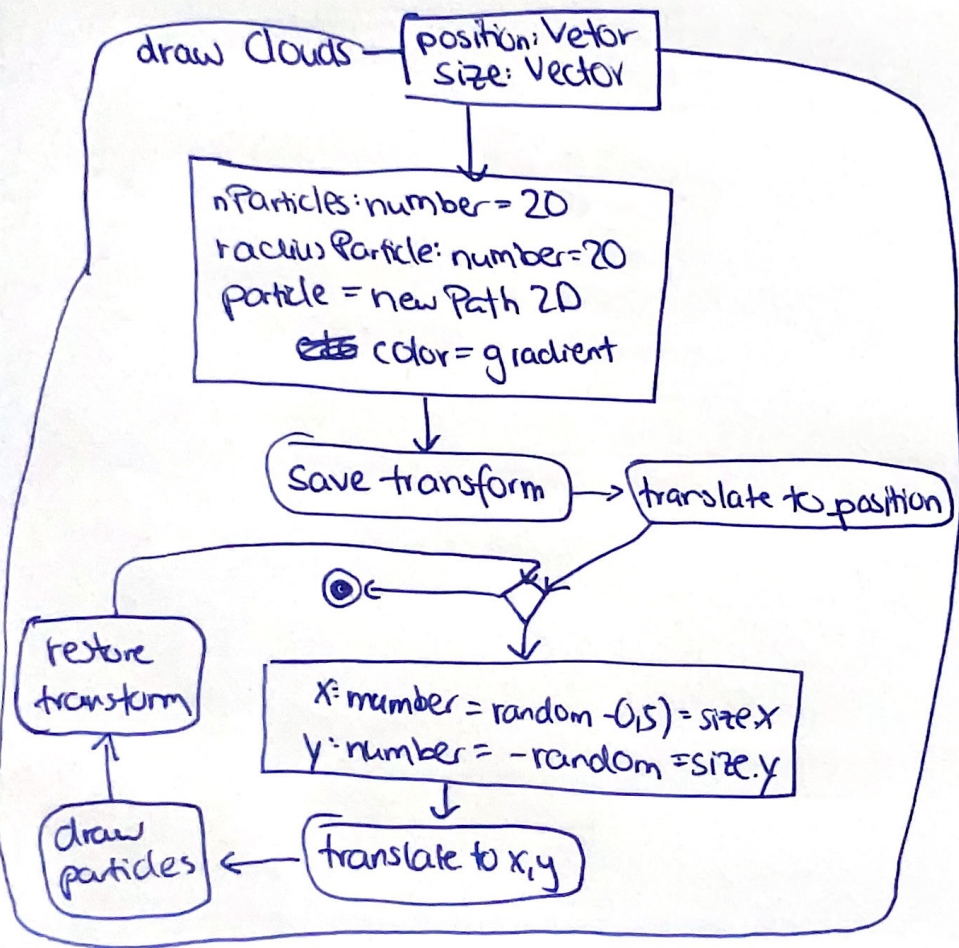 draw Clouds
position: Vetor
size: Vector
nParticles: number = 20
radiusParticle: number = 20
particle = new Path 2D
color = gradient
save transform
translate to position
restore
transform
x: number = random - 0,5) = size.x
y: number = - random = size.y
draw
particles
translate to x,y